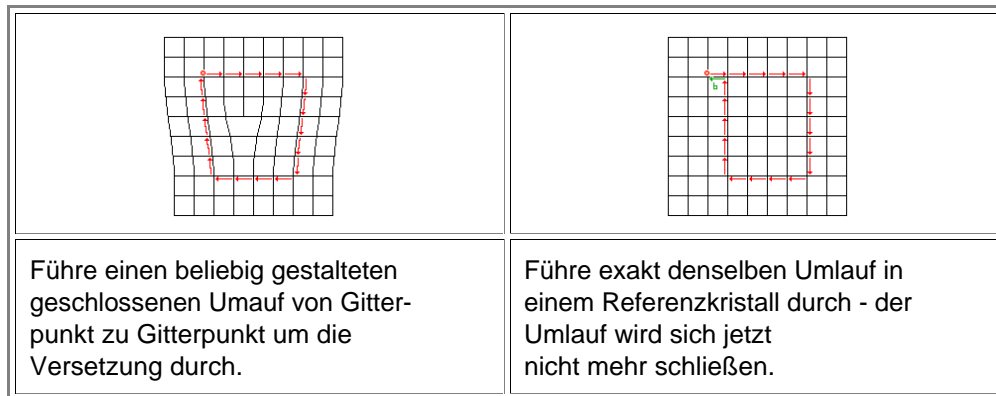 b
Führe einen beliebig gestalteten
geschlossenen Umauf von Gitter-
punkt zu Gitterpunkt um die
Versetzung durch.
Führe exakt denselben Umlauf in
einem Referenzkristall durch - der
Umlauf wird sich jetzt
nicht mehr schließen.